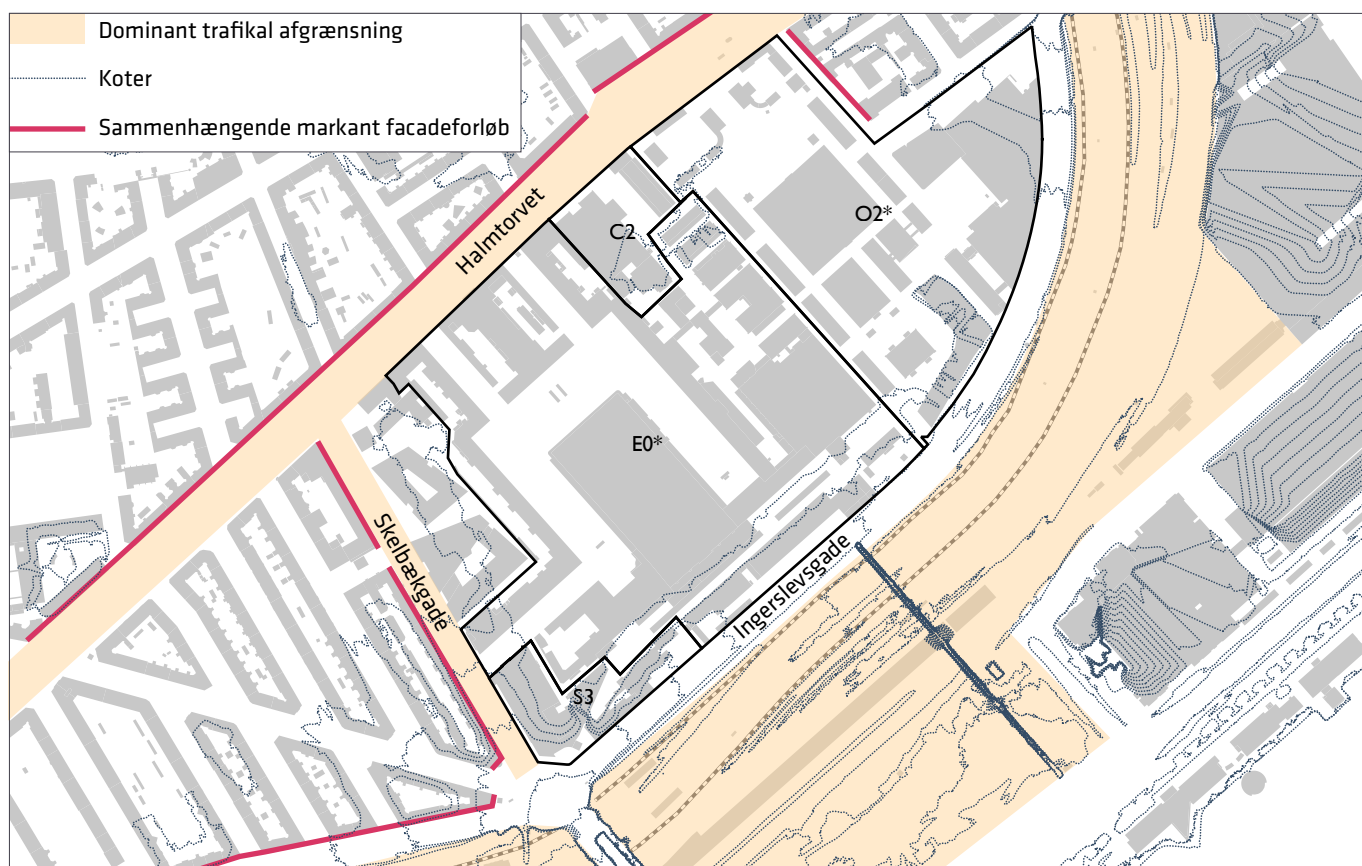 Dominant trafikal afgrænsning
Koter
Sammenhængende markant facadeforløb
Halmtorvet
C2
O2*
E0*
Skelbækgade
Ingerslevsgade
S3